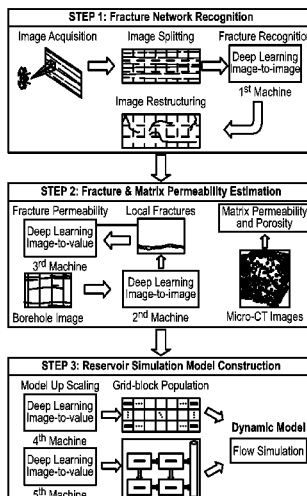 STEP 1: Fracture Network Recognition
Image Acquisition Image Splitting Fracture Recognition
Deep Learning
Image-to-image
1st Machine
Image Restructuring
STEP 2: Fracture & Matrix Permeability Estimation
Fracture Permeability Local Fractures Matrix Permeability
and Porosity
Deep Learning
Image-to-value
3rd Machine
Deep Learning
Image-to-image
Borehole Image 2nd Machine Micro-CT Images
STEP 3: Reservoir Simulation Model Construction
Model Up Scaling Grid-block Population
Deep Learning
Image-to-value
4th Machine
Dynamic Model
Flow Simulation
Deep Learning
Image-to-value
5th Machine